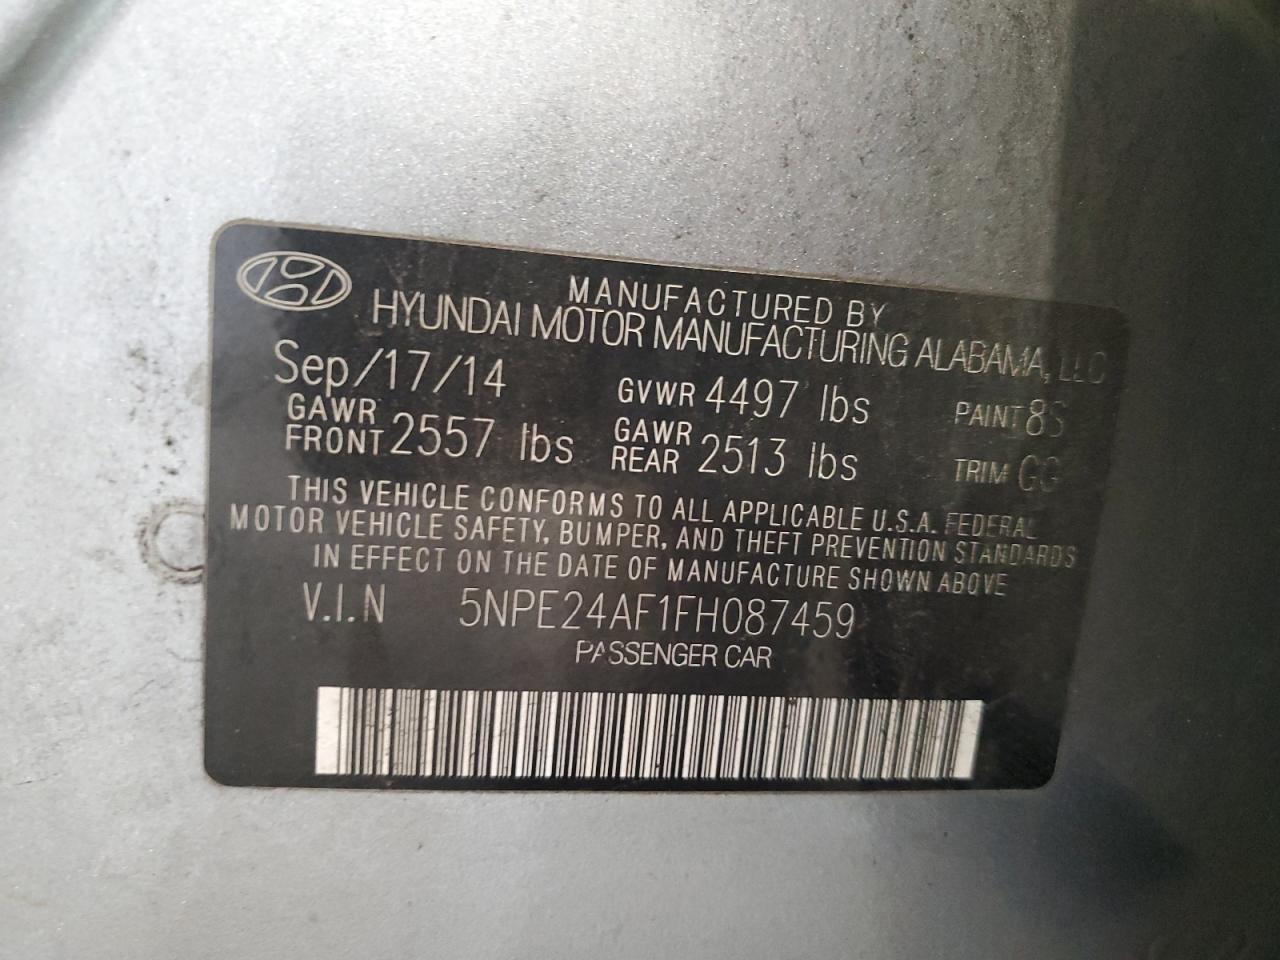 MANUFACTURED BY
HYUNDAI MOTOR MANUFACTURING ALABAMA, LLC
Sep/17/14 GVWR 4497 lbs PAINT 8S
GAWR FRONT 2557 lbs GAWR REAR 2513 lbs TRIM GG
THIS VEHICLE CONFORMS TO ALL APPLICABLE U.S.A. FEDERAL
MOTOR VEHICLE SAFETY, BUMPER, AND THEFT PREVENTION STANDARDS
IN EFFECT ON THE DATE OF MANUFACTURE SHOWN ABOVE
V.I.N 5NPE24AF1FH087459
PASSENGER CAR